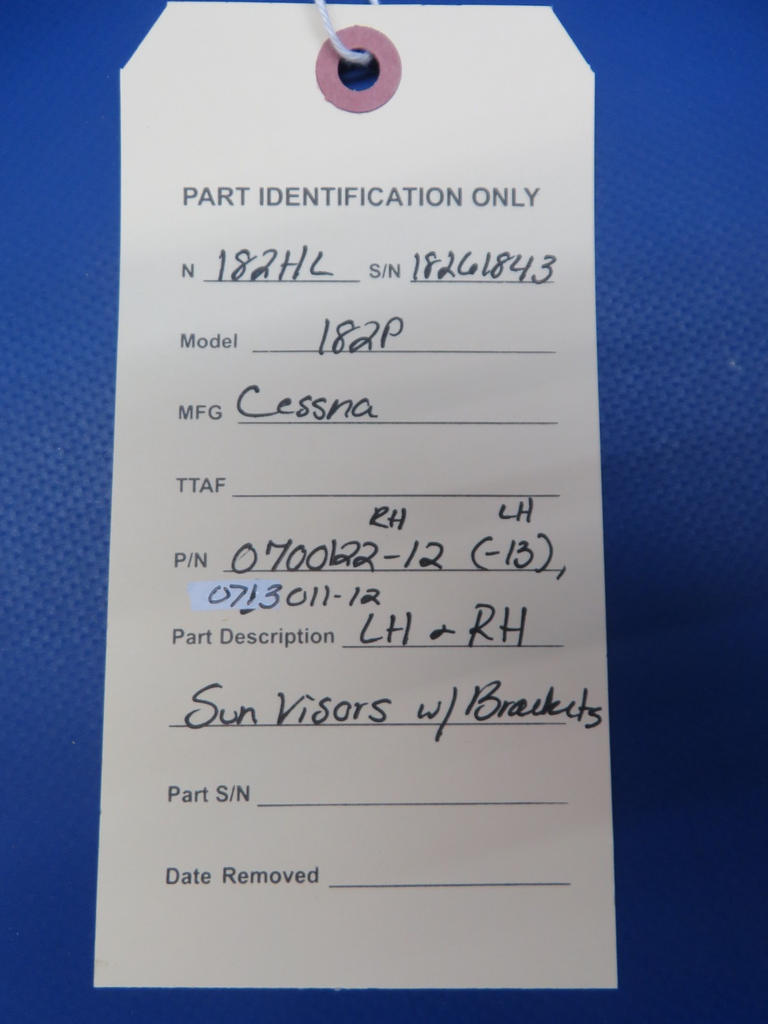 PART IDENTIFICATION ONLY
N 182HL S/N 18261843
Model 182P
MFG Cessna
TTAF
RH LH
P/N 0700122-12 (-13),
0713011-12
Part Description LH & RH
Sun Visors w/ Brackets
Part S/N
Date Removed